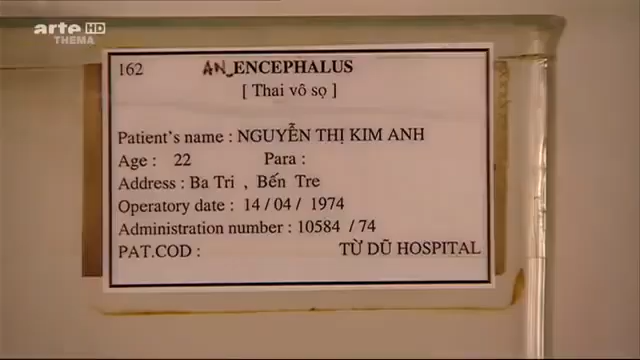 arte HD
THEMA
162 AN_ENCEPHALUS
[ Thai vô sọ ]
Patient's name : NGUYỄN THỊ KIM ANH
Age : 22 Para :
Address : Ba Tri , Bến Tre
Operatory date : 14 / 04 / 1974
Administration number : 10584 / 74
PAT.COD : TỪ DŨ HOSPITAL